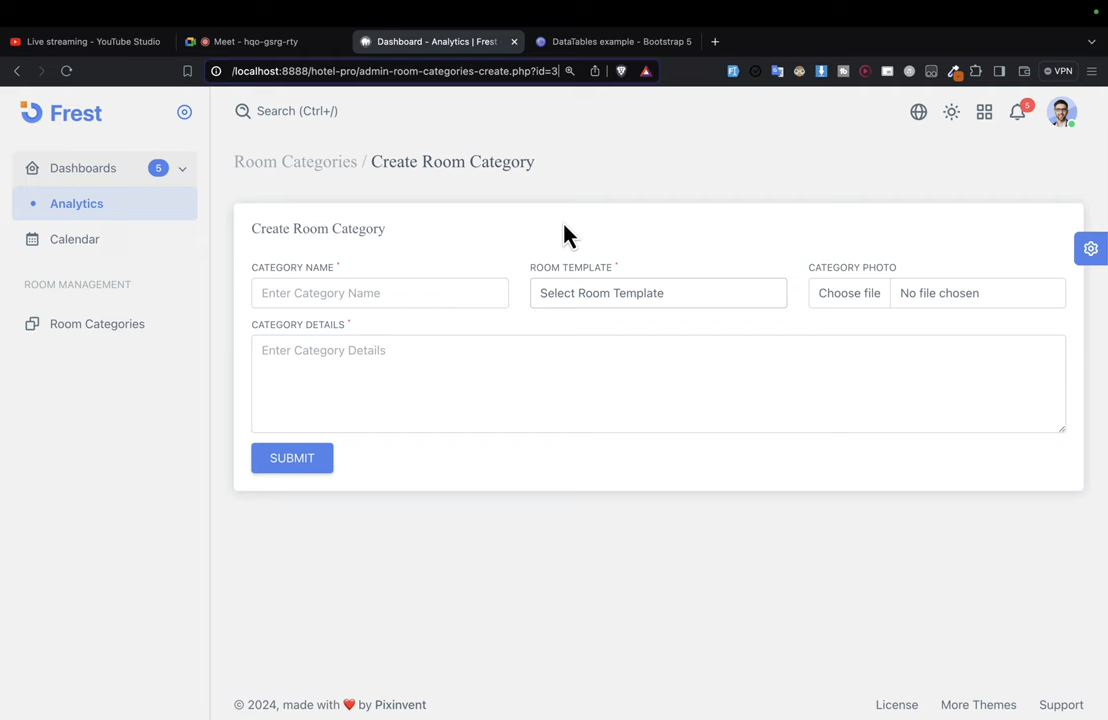 Live streaming - YouTube Studio
Meet - hqo-gsrg-rty
Dashboard - Analytics | Frest
DataTables example - Bootstrap 5
/localhost:8888/hotel-pro/admin-room-categories-create.php?id=3
VPN
Frest
Search (Ctrl+/)
5
Dashboards
5
Analytics
Calendar
ROOM MANAGEMENT
Room Categories
Room Categories / Create Room Category
Create Room Category
CATEGORY NAME *
ROOM TEMPLATE *
CATEGORY PHOTO
Enter Category Name
Select Room Template
Choose file
No file chosen
CATEGORY DETAILS *
Enter Category Details
SUBMIT
© 2024, made with ❤️ by Pixinvent
License
More Themes
Support